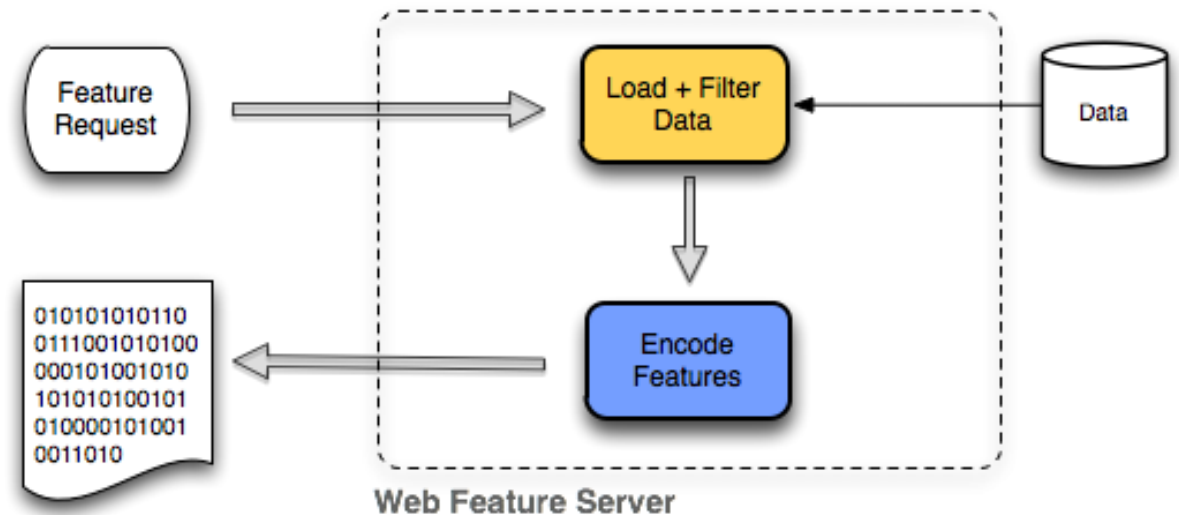 Feature
Request
Load + Filter
Data
Data
010101010110
0111001010100
000101001010
101010100101
010000101001
0011010
Encode
Features
Web Feature Server